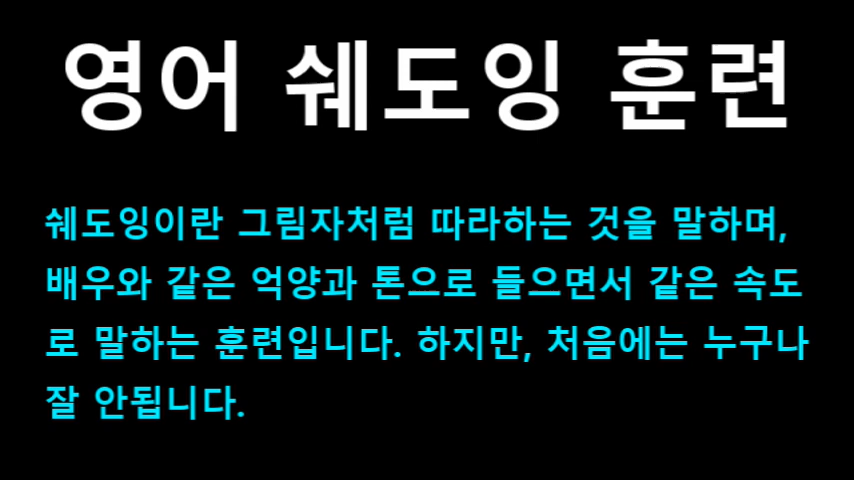 영어 쉐도잉 훈련
쉐도잉이란 그림자처럼 따라하는 것을 말하며,
배우와 같은 억양과 톤으로 들으면서 같은 속도
로 말하는 훈련입니다. 하지만, 처음에는 누구나
잘 안됩니다.